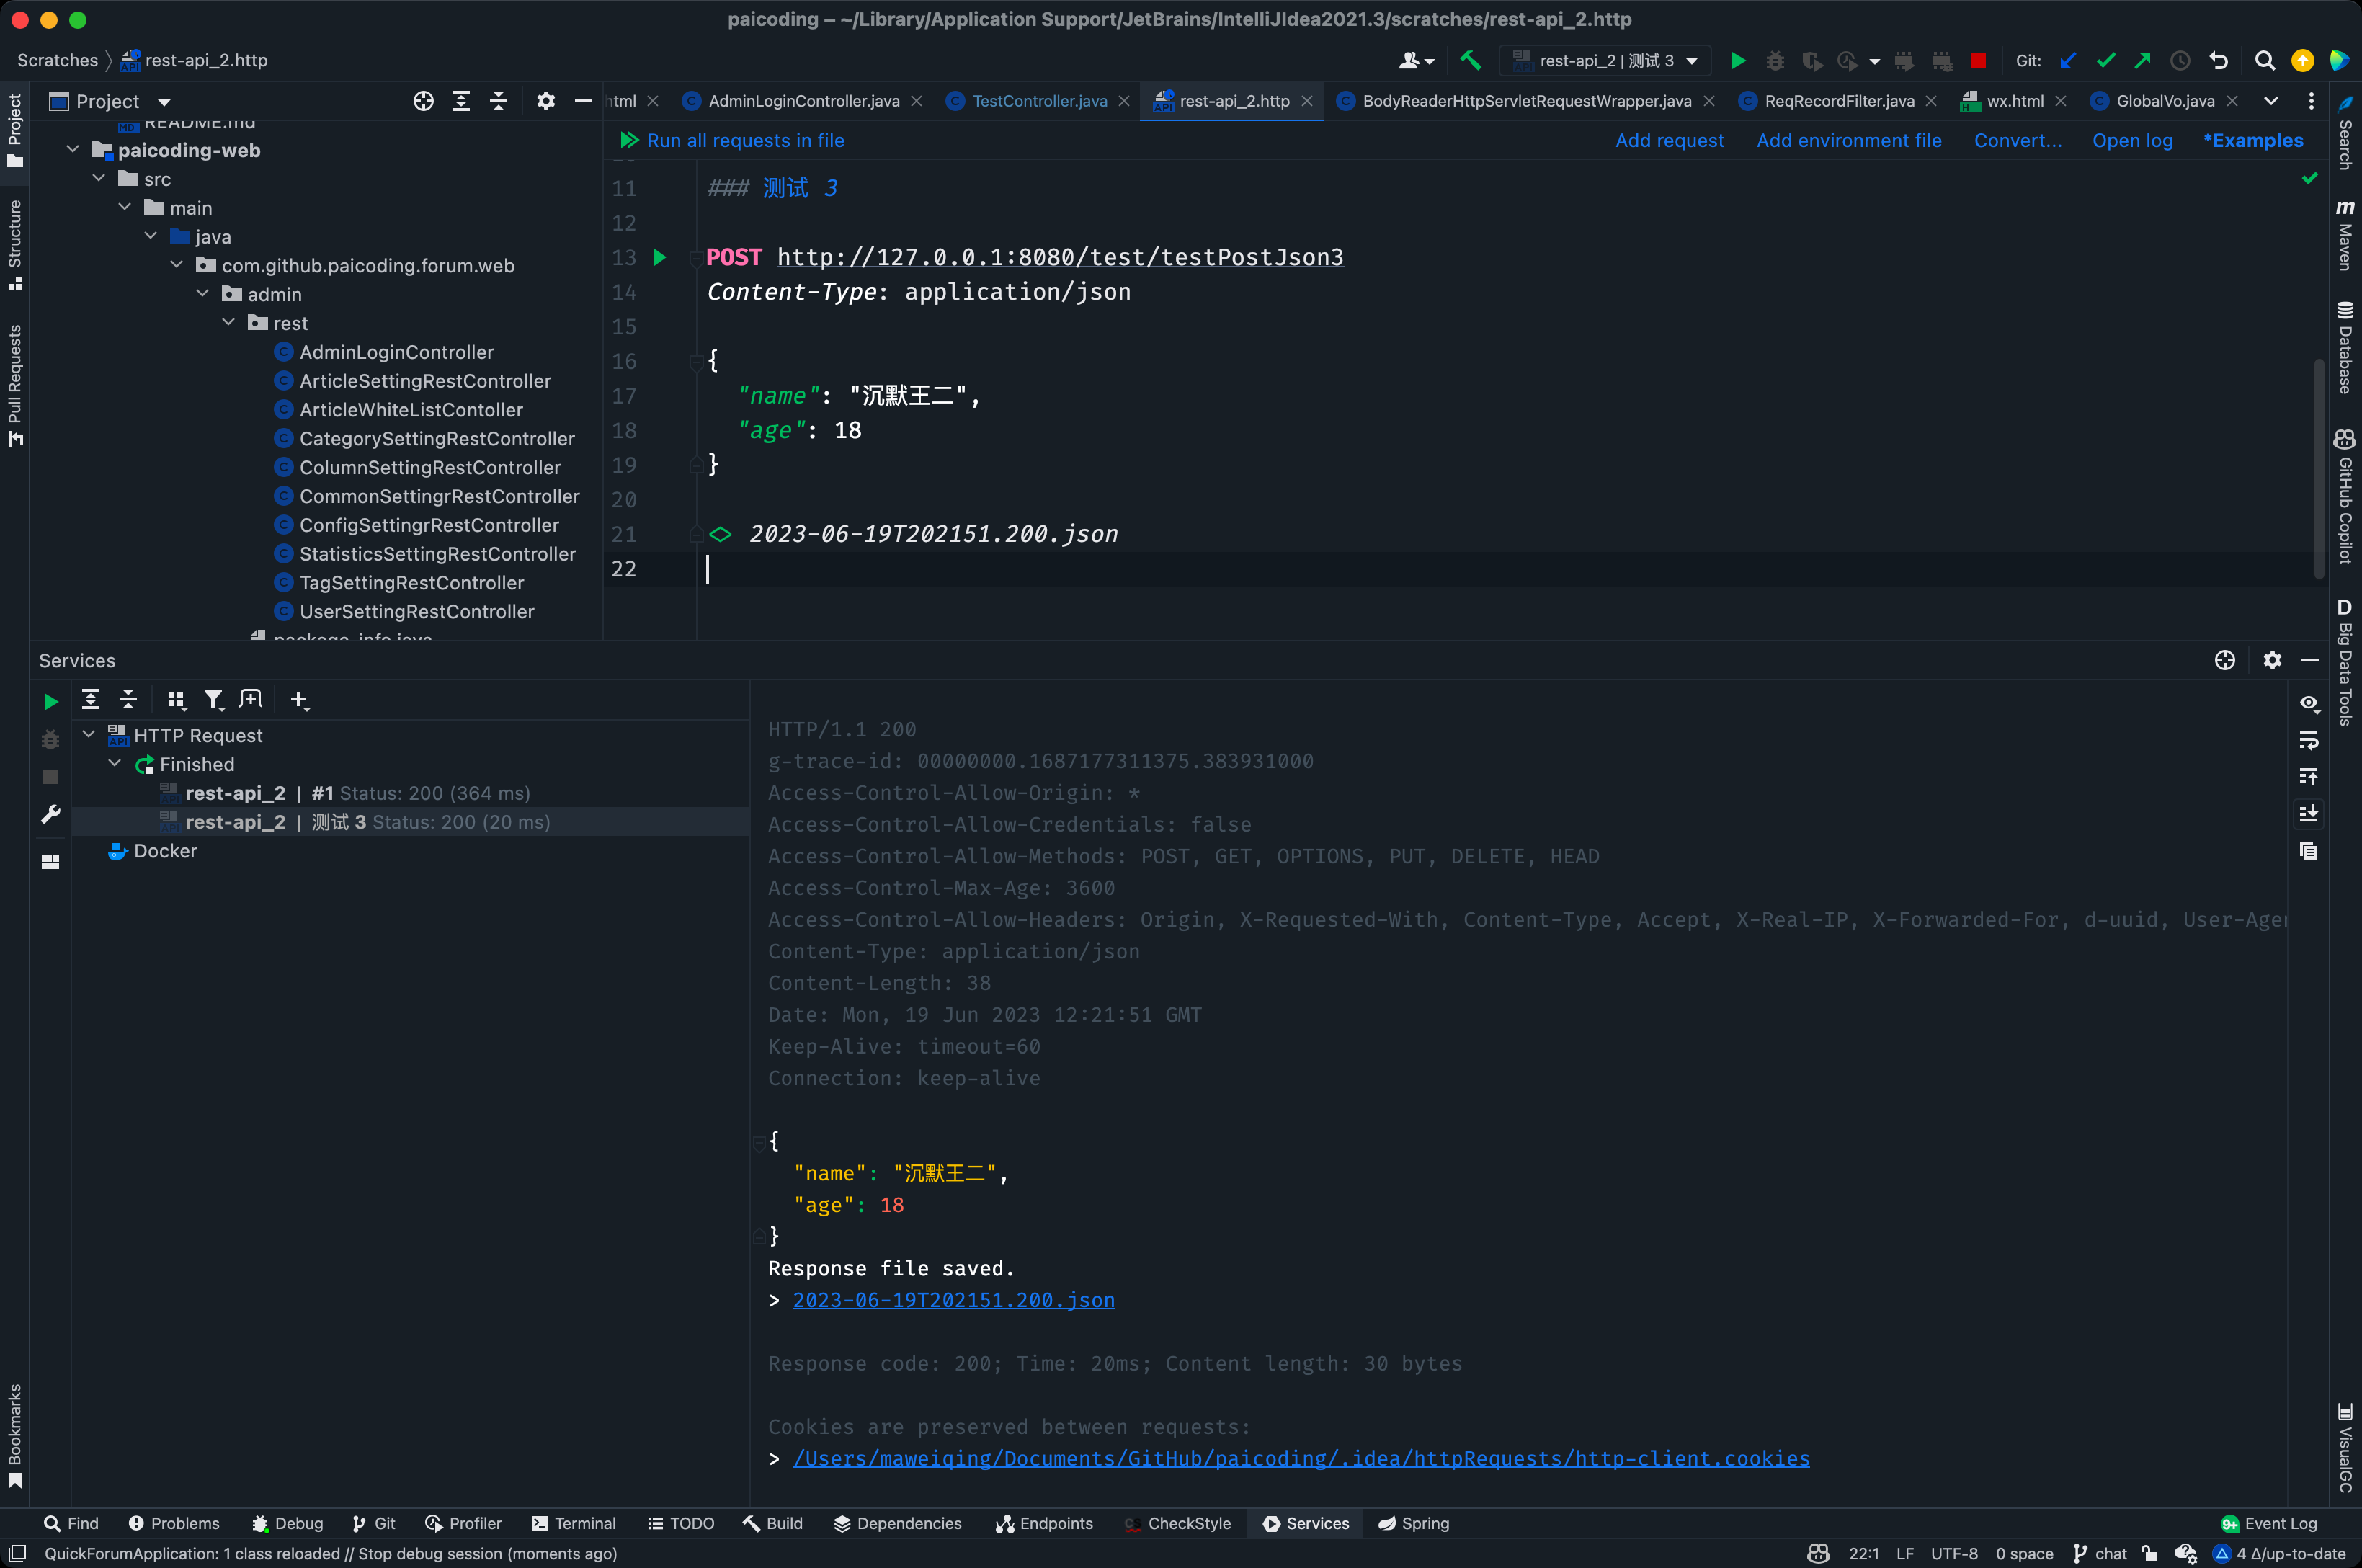 paicoding – ~/Library/Application Support/JetBrains/IntelliJIdea2021.3/scratches/rest-api_2.http
Scratches
rest-api_2.http
rest-api_2 | 测试 3
Git:
Project
html
AdminLoginController.java
TestController.java
rest-api_2.http
BodyReaderHttpServletRequestWrapper.java
ReqRecordFilter.java
wx.html
GlobalVo.java
Run all requests in file
Add request
Add environment file
Convert...
Open log
*Examples
README.md
paicoding-web
src
main
java
com.github.paicoding.forum.web
admin
rest
AdminLoginController
ArticleSettingRestController
ArticleWhiteListContoller
CategorySettingRestController
ColumnSettingRestController
CommonSettingrRestController
ConfigSettingrRestController
StatisticsSettingRestController
TagSettingRestController
UserSettingRestController
package-info.java
11 ### 测试 3
12
13 POST http://127.0.0.1:8080/test/testPostJson3
14 Content-Type: application/json
15
16 {
17 "name": "沉默王二",
18 "age": 18
19 }
20
21 2023-06-19T202151.200.json
22
Project
Structure
Pull Requests
Bookmarks
Search
m Maven
Database
GitHub Copilot
D Big Data Tools
VisualGC
Services
HTTP Request
Finished
rest-api_2 | #1 Status: 200 (364 ms)
rest-api_2 | 测试 3 Status: 200 (20 ms)
Docker
HTTP/1.1 200
g-trace-id: 00000000.1687177311375.383931000
Access-Control-Allow-Origin: *
Access-Control-Allow-Credentials: false
Access-Control-Allow-Methods: POST, GET, OPTIONS, PUT, DELETE, HEAD
Access-Control-Max-Age: 3600
Access-Control-Allow-Headers: Origin, X-Requested-With, Content-Type, Accept, X-Real-IP, X-Forwarded-For, d-uuid, User-Age
Content-Type: application/json
Content-Length: 38
Date: Mon, 19 Jun 2023 12:21:51 GMT
Keep-Alive: timeout=60
Connection: keep-alive
{
"name": "沉默王二",
"age": 18
}
Response file saved.
> 2023-06-19T202151.200.json
Response code: 200; Time: 20ms; Content length: 30 bytes
Cookies are preserved between requests:
> /Users/maweiqing/Documents/GitHub/paicoding/.idea/httpRequests/http-client.cookies
Find
Problems
Debug
Git
Profiler
Terminal
TODO
Build
Dependencies
Endpoints
CheckStyle
Services
Spring
9+ Event Log
QuickForumApplication: 1 class reloaded // Stop debug session (moments ago)
22:1
LF
UTF-8
0 space
chat
4 Δ/up-to-date